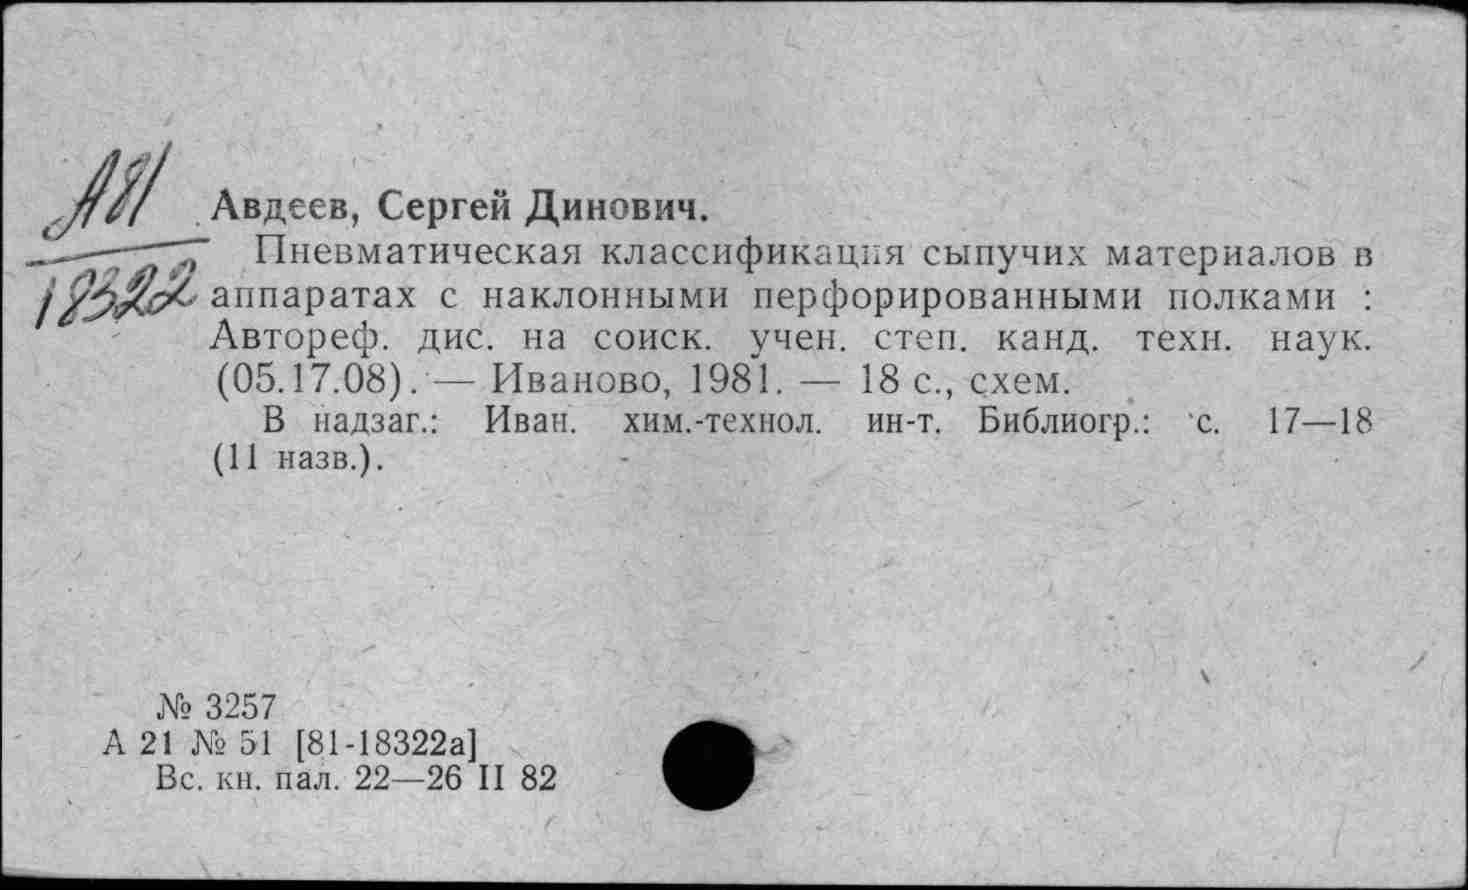 А81
18322
Авдеев, Сергей Динович.
Пневматическая классификация сыпучих материалов в
аппаратах с наклонными перфорированными полками :
Автореф. дис. на соиск. учен. степ. канд. техн. наук.
(05.17.08). — Иваново, 1981. — 18 с., схем.
В надзаг.: Иван. хим.-технол. ин-т. Библиогр.: с. 17—18
(11 назв.).
№ 3257
А 21 № 51 [81-18322а]
Вс. кн. пал. 22—26 II 82